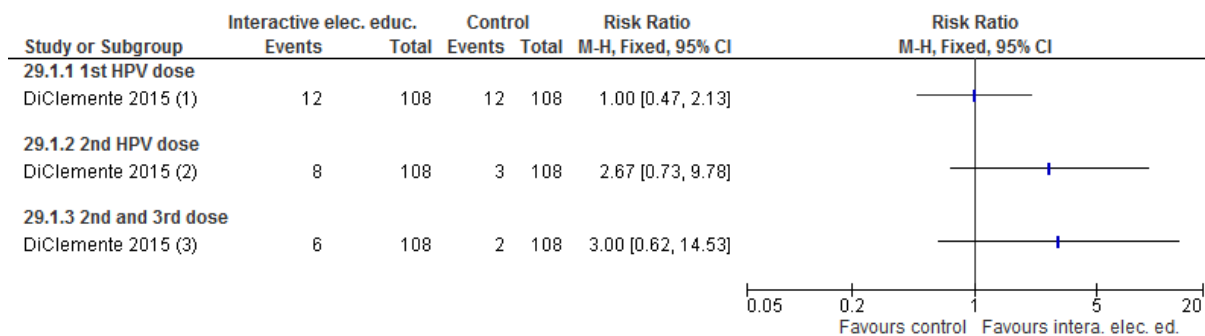 Interactive elec. educ. Control Risk Ratio Risk Ratio
Study or Subgroup Events Total Events Total M-H, Fixed, 95% CI M-H, Fixed, 95% CI
29.1.1 1st HPV dose
DiClemente 2015 (1) 12 108 12 108 1.00 [0.47, 2.13]
29.1.2 2nd HPV dose
DiClemente 2015 (2) 8 108 3 108 2.67 [0.73, 9.78]
29.1.3 2nd and 3rd dose
DiClemente 2015 (3) 6 108 2 108 3.00 [0.62, 14.53]
0.05 0.2 1 5 20
Favours control Favours intera. elec. ed.